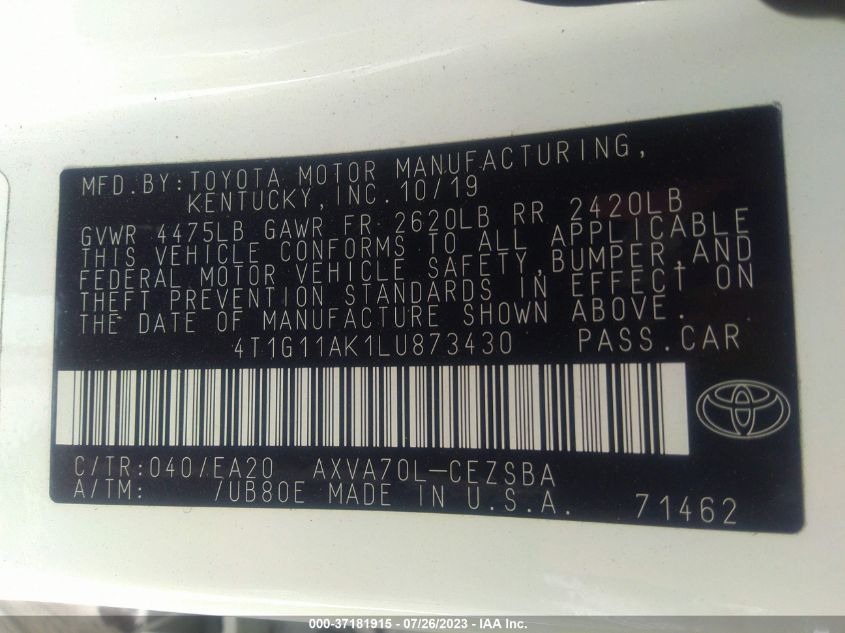 MFD.BY:TOYOTA MOTOR MANUFACTURING,
KENTUCKY,INC. 10/19
GVWR 4475LB GAWR FR 2620LB RR 2420LB
THIS VEHICLE CONFORMS TO ALL APPLICABLE
FEDERAL MOTOR VEHICLE SAFETY,BUMPER,AND
THEFT PREVENTION STANDARDS IN EFFECT ON
THE DATE OF MANUFACTURE SHOWN ABOVE.
4T1G11AK1LU873430 PASS.CAR
C/TR:040/EA20 AXVA70L-CEZSBA
A/TM: /UB80E MADE IN U.S.A. 71462
000-37181915 - 07/26/2023 - IAA Inc.